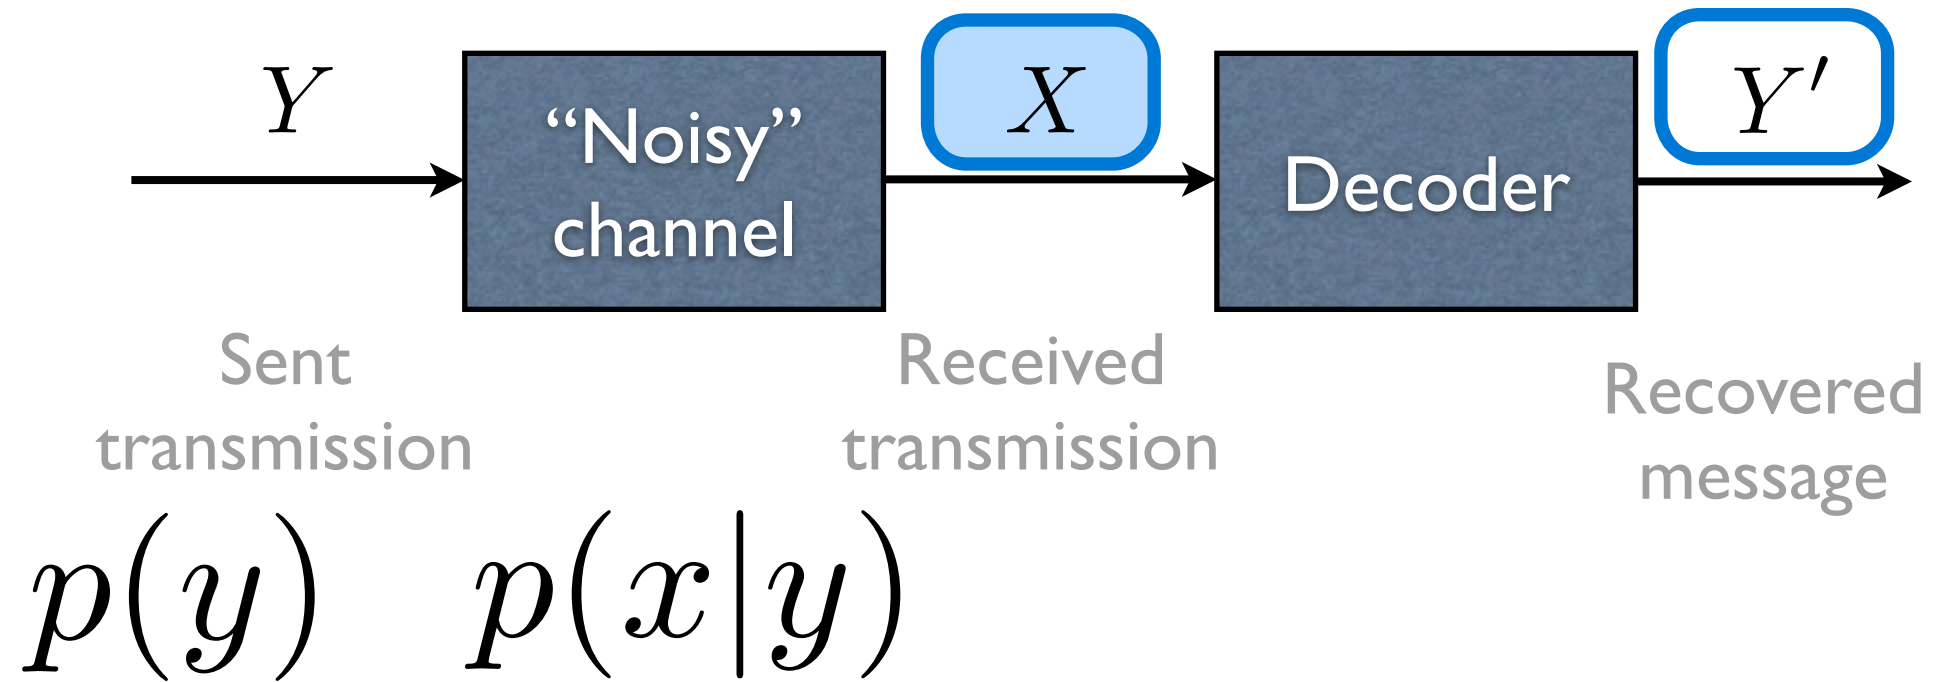 Y
“Noisy”
channel
X
Decoder
Y′
Sent
transmission
Received
transmission
Recovered
message
p(y)
p(x|y)